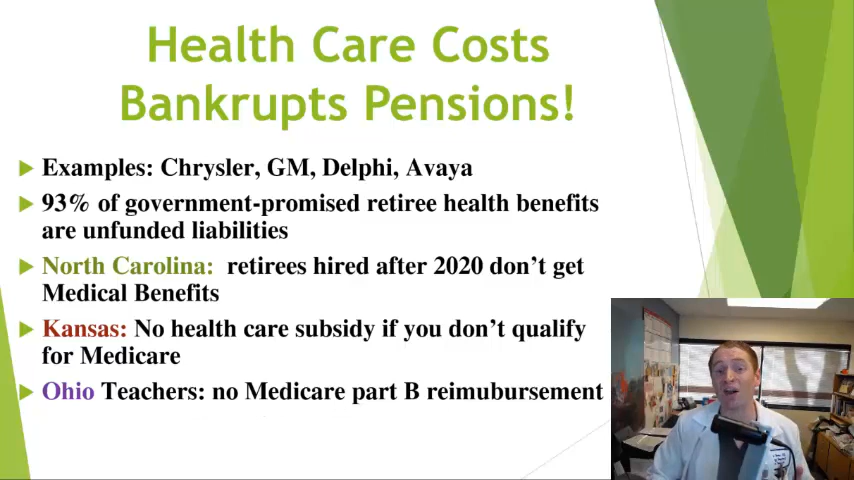 Health Care Costs
Bankrupts Pensions!
Examples: Chrysler, GM, Delphi, Avaya
93% of government-promised retiree health benefits
are unfunded liabilities
North Carolina: retirees hired after 2020 don't get
Medical Benefits
Kansas: No health care subsidy if you don't qualify
for Medicare
Ohio Teachers: no Medicare part B reimubursement